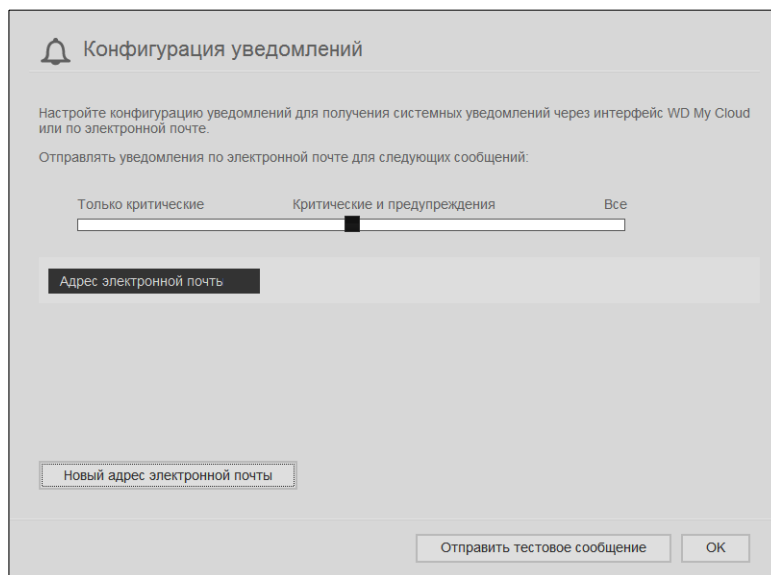 Конфигурация уведомлений
Настройте конфигурацию уведомлений для получения системных уведомлений через интерфейс WD My Cloud
или по электронной почте.
Отправлять уведомления по электронной почте для следующих сообщений:
Только критические Критические и предупреждения Все
Адрес электронной почть
Новый адрес электронной почты
Отправить тестовое сообщение OK